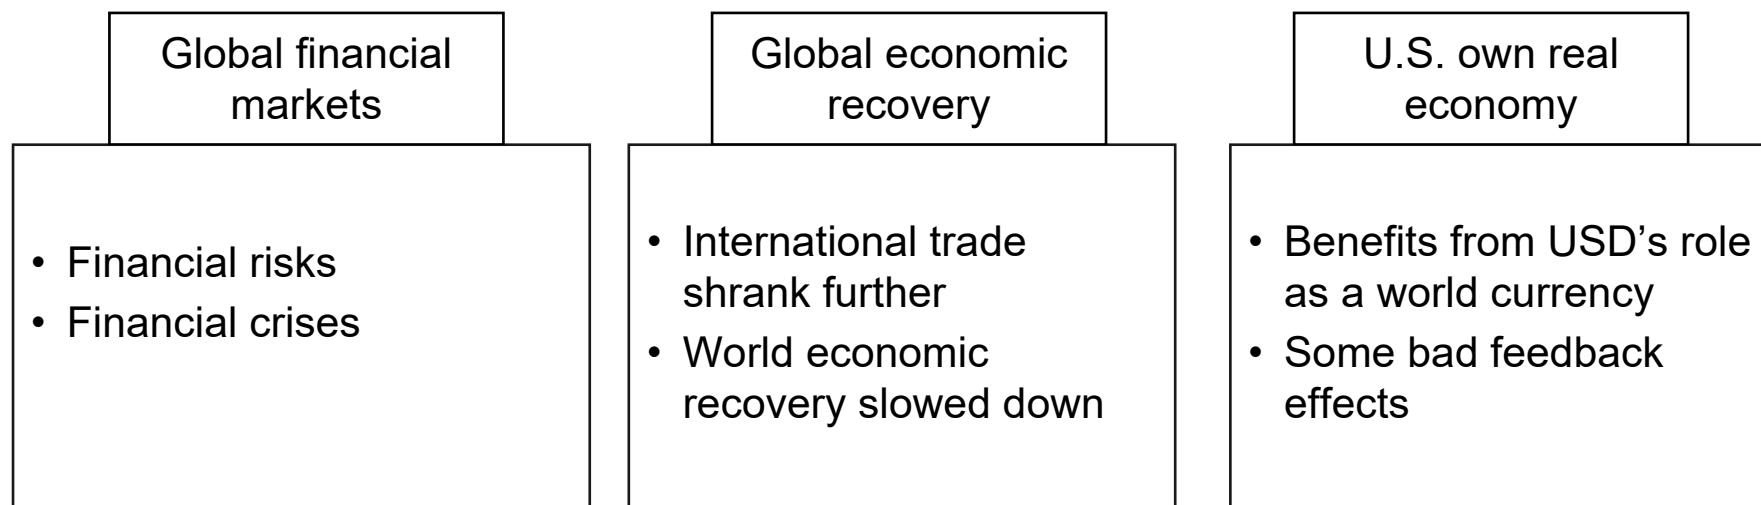 Global financial
markets
• Financial risks
• Financial crises
Global economic
recovery
• International trade
shrank further
• World economic
recovery slowed down
U.S. own real
economy
• Benefits from USD’s role
as a world currency
• Some bad feedback
effects